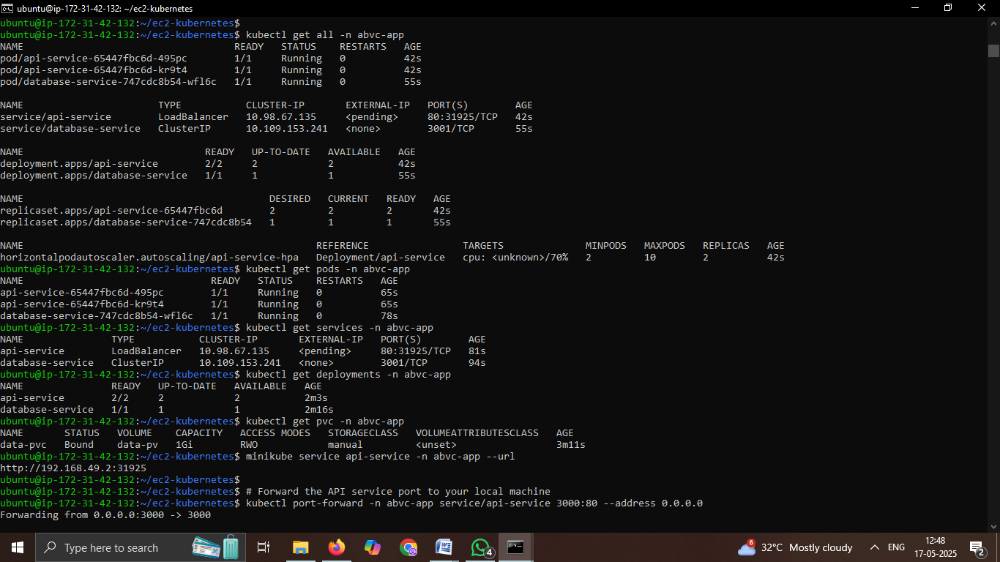 ubuntu@ip-172-31-42-132: ~/ec2-kubernetes
ubuntu@ip-172-31-42-132:~/ec2-kubernetes$
ubuntu@ip-172-31-42-132:~/ec2-kubernetes$ kubectl get all -n abvc-app
NAME READY STATUS RESTARTS AGE
pod/api-service-65447fbc6d-495pc 1/1 Running 0 42s
pod/api-service-65447fbc6d-kr9t4 1/1 Running 0 42s
pod/database-service-747cdc8b54-wfl6c 1/1 Running 0 55s
NAME TYPE CLUSTER-IP EXTERNAL-IP PORT(S) AGE
service/api-service LoadBalancer 10.98.67.135 <pending> 80:31925/TCP 42s
service/database-service ClusterIP 10.109.153.241 <none> 3001/TCP 55s
NAME READY UP-TO-DATE AVAILABLE AGE
deployment.apps/api-service 2/2 2 2 42s
deployment.apps/database-service 1/1 1 1 55s
NAME DESIRED CURRENT READY AGE
replicaset.apps/api-service-65447fbc6d 2 2 2 42s
replicaset.apps/database-service-747cdc8b54 1 1 1 55s
NAME REFERENCE TARGETS MINPODS MAXPODS REPLICAS AGE
horizontalpodautoscaler.autoscaling/api-service-hpa Deployment/api-service cpu: <unknown>/70% 2 10 2 42s
ubuntu@ip-172-31-42-132:~/ec2-kubernetes$ kubectl get pods -n abvc-app
NAME READY STATUS RESTARTS AGE
api-service-65447fbc6d-495pc 1/1 Running 0 65s
api-service-65447fbc6d-kr9t4 1/1 Running 0 65s
database-service-747cdc8b54-wfl6c 1/1 Running 0 78s
ubuntu@ip-172-31-42-132:~/ec2-kubernetes$ kubectl get services -n abvc-app
NAME TYPE CLUSTER-IP EXTERNAL-IP PORT(S) AGE
api-service LoadBalancer 10.98.67.135 <pending> 80:31925/TCP 81s
database-service ClusterIP 10.109.153.241 <none> 3001/TCP 94s
ubuntu@ip-172-31-42-132:~/ec2-kubernetes$ kubectl get deployments -n abvc-app
NAME READY UP-TO-DATE AVAILABLE AGE
api-service 2/2 2 2 2m3s
database-service 1/1 1 1 2m16s
ubuntu@ip-172-31-42-132:~/ec2-kubernetes$ kubectl get pvc -n abvc-app
NAME STATUS VOLUME CAPACITY ACCESS MODES STORAGECLASS VOLUMEATTRIBUTESCLASS AGE
data-pvc Bound data-pv 1Gi RWO manual <unset> 3m11s
ubuntu@ip-172-31-42-132:~/ec2-kubernetes$ minikube service api-service -n abvc-app --url
http://192.168.49.2:31925
ubuntu@ip-172-31-42-132:~/ec2-kubernetes$
ubuntu@ip-172-31-42-132:~/ec2-kubernetes$ # Forward the API service port to your local machine
ubuntu@ip-172-31-42-132:~/ec2-kubernetes$ kubectl port-forward -n abvc-app service/api-service 3000:80 --address 0.0.0.0
Forwarding from 0.0.0.0:3000 -> 3000
Type here to search
4
6
32°C Mostly cloudy
ENG
12:48
17-05-2025
2